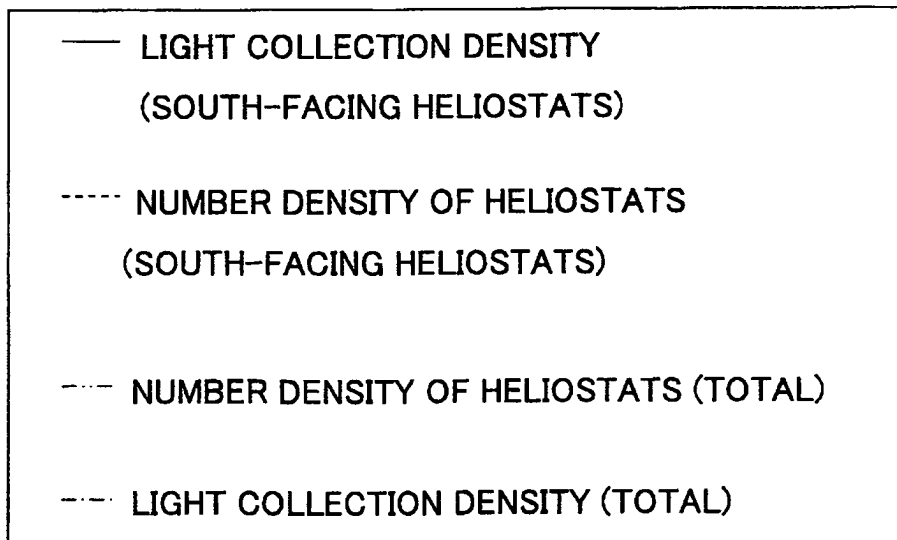 LIGHT COLLECTION DENSITY
(SOUTH-FACING HELIOSTATS)
NUMBER DENSITY OF HELIOSTATS
(SOUTH-FACING HELIOSTATS)
NUMBER DENSITY OF HELIOSTATS (TOTAL)
LIGHT COLLECTION DENSITY (TOTAL)